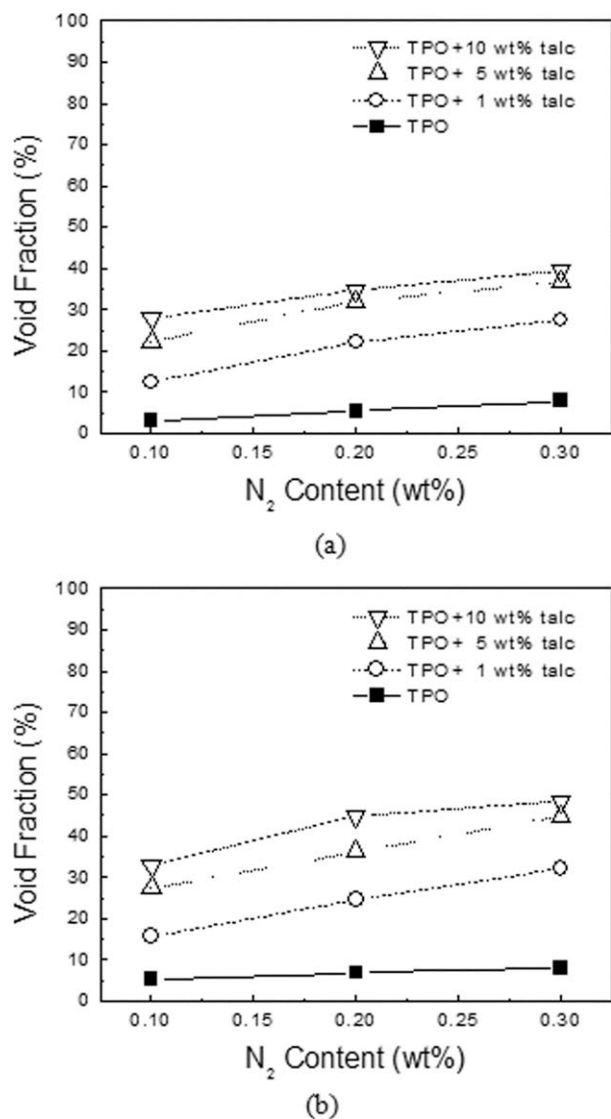 100
90
80
70
60
50
40
30
20
10
0
Void Fraction (%)
TPO+10 wt% talc
TPO+ 5 wt% talc
TPO+ 1 wt% talc
TPO
0.10 0.15 0.20 0.25 0.30
N₂ Content (wt%)
(a)
100
90
80
70
60
50
40
30
20
10
0
Void Fraction (%)
TPO+10 wt% talc
TPO+ 5 wt% talc
TPO+ 1 wt% talc
TPO
0.10 0.15 0.20 0.25 0.30
N₂ Content (wt%)
(b)